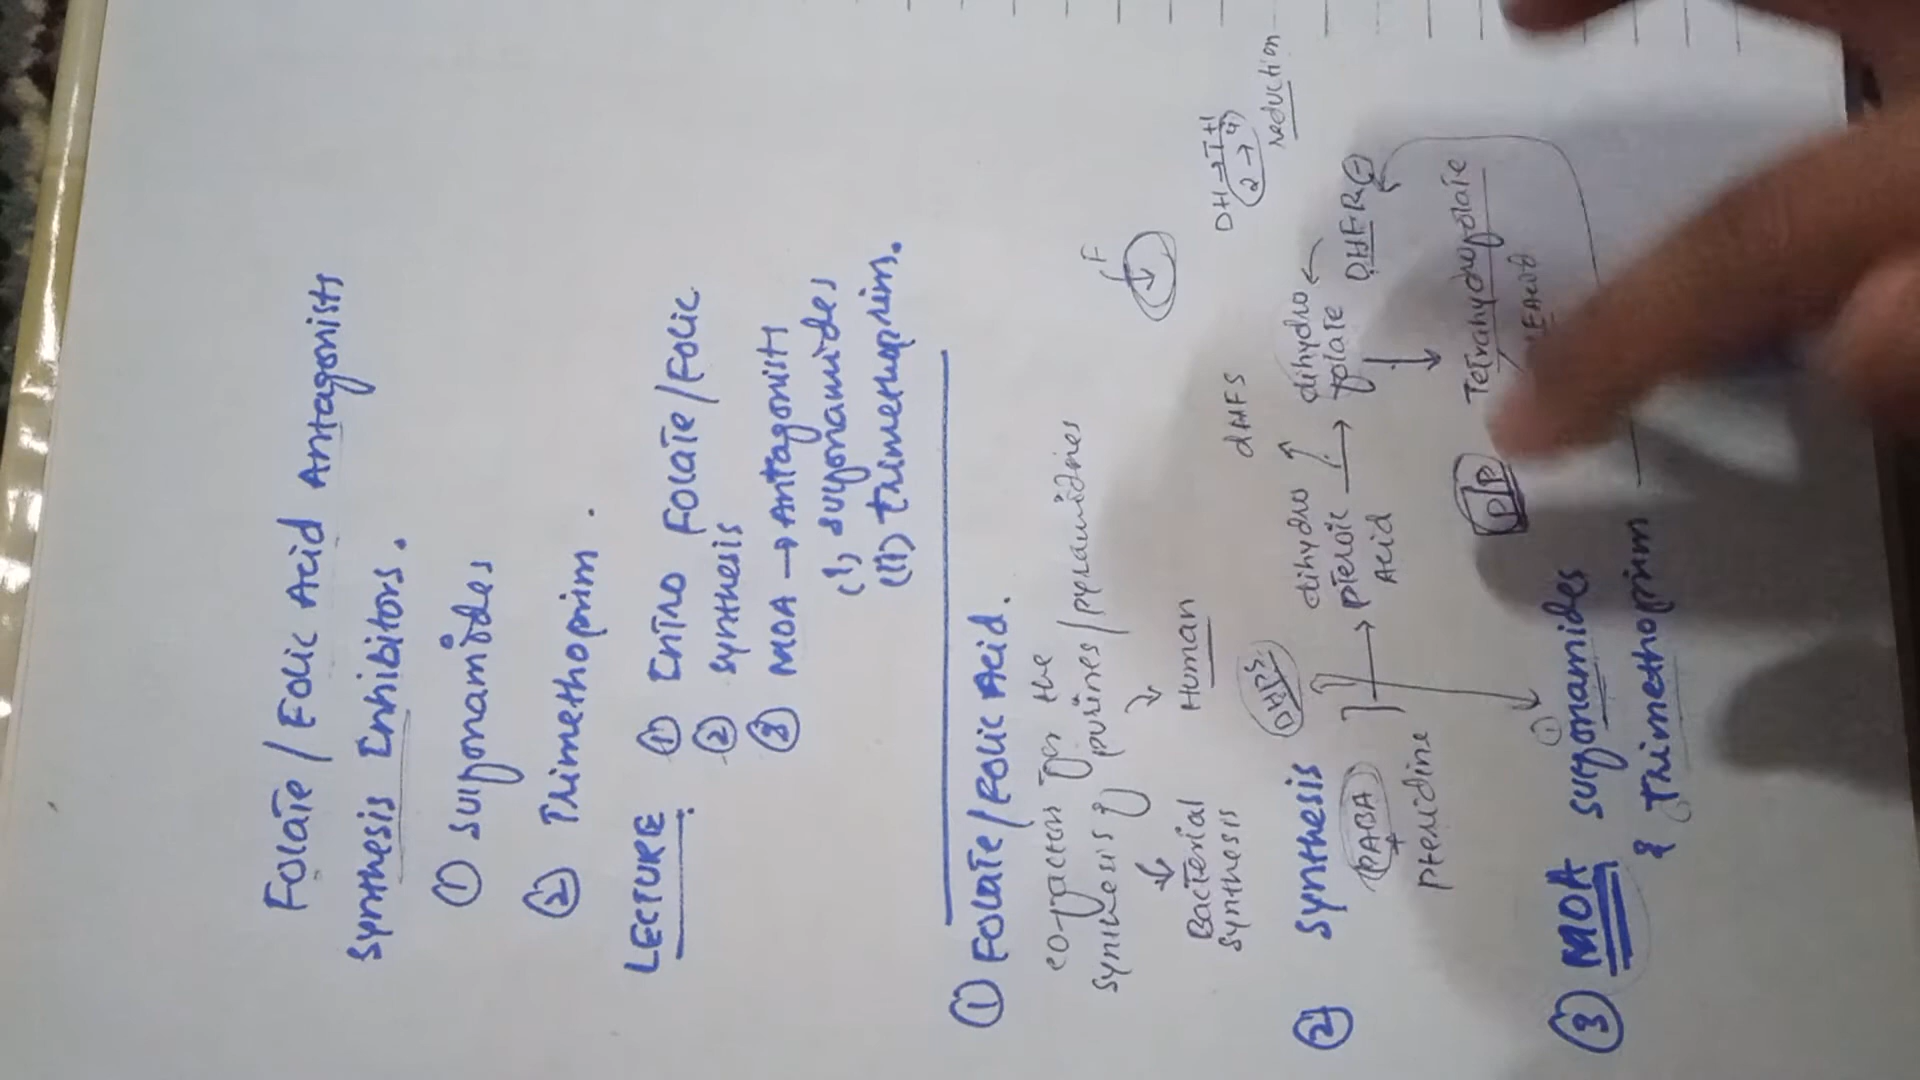 Folate / Folic Acid Antagonists
Synthesis Inhibitors.
① Sulfonamides
② Trimethoprim.
LECTURE: ① Intro Folate/Folic
② Synthesis
③ MOA → Antagonists
(i) Sulfonamides
(ii) Trimethoprim.
① Folate/Folic Acid.
co-factor for the
synthesis of purines/pyramidines
Bacterial
synthesis
Human
F
② Synthesis
DHPS
dHFS
DH → TH
2 → 4
reduction
PABA
+
pteridine
dihydro
pteroic
Acid
dihydro
folate
DHFR
Tetrahydrofolate
Acid
P/P
③ MOA
① Sulfonamides
& Trimethoprim